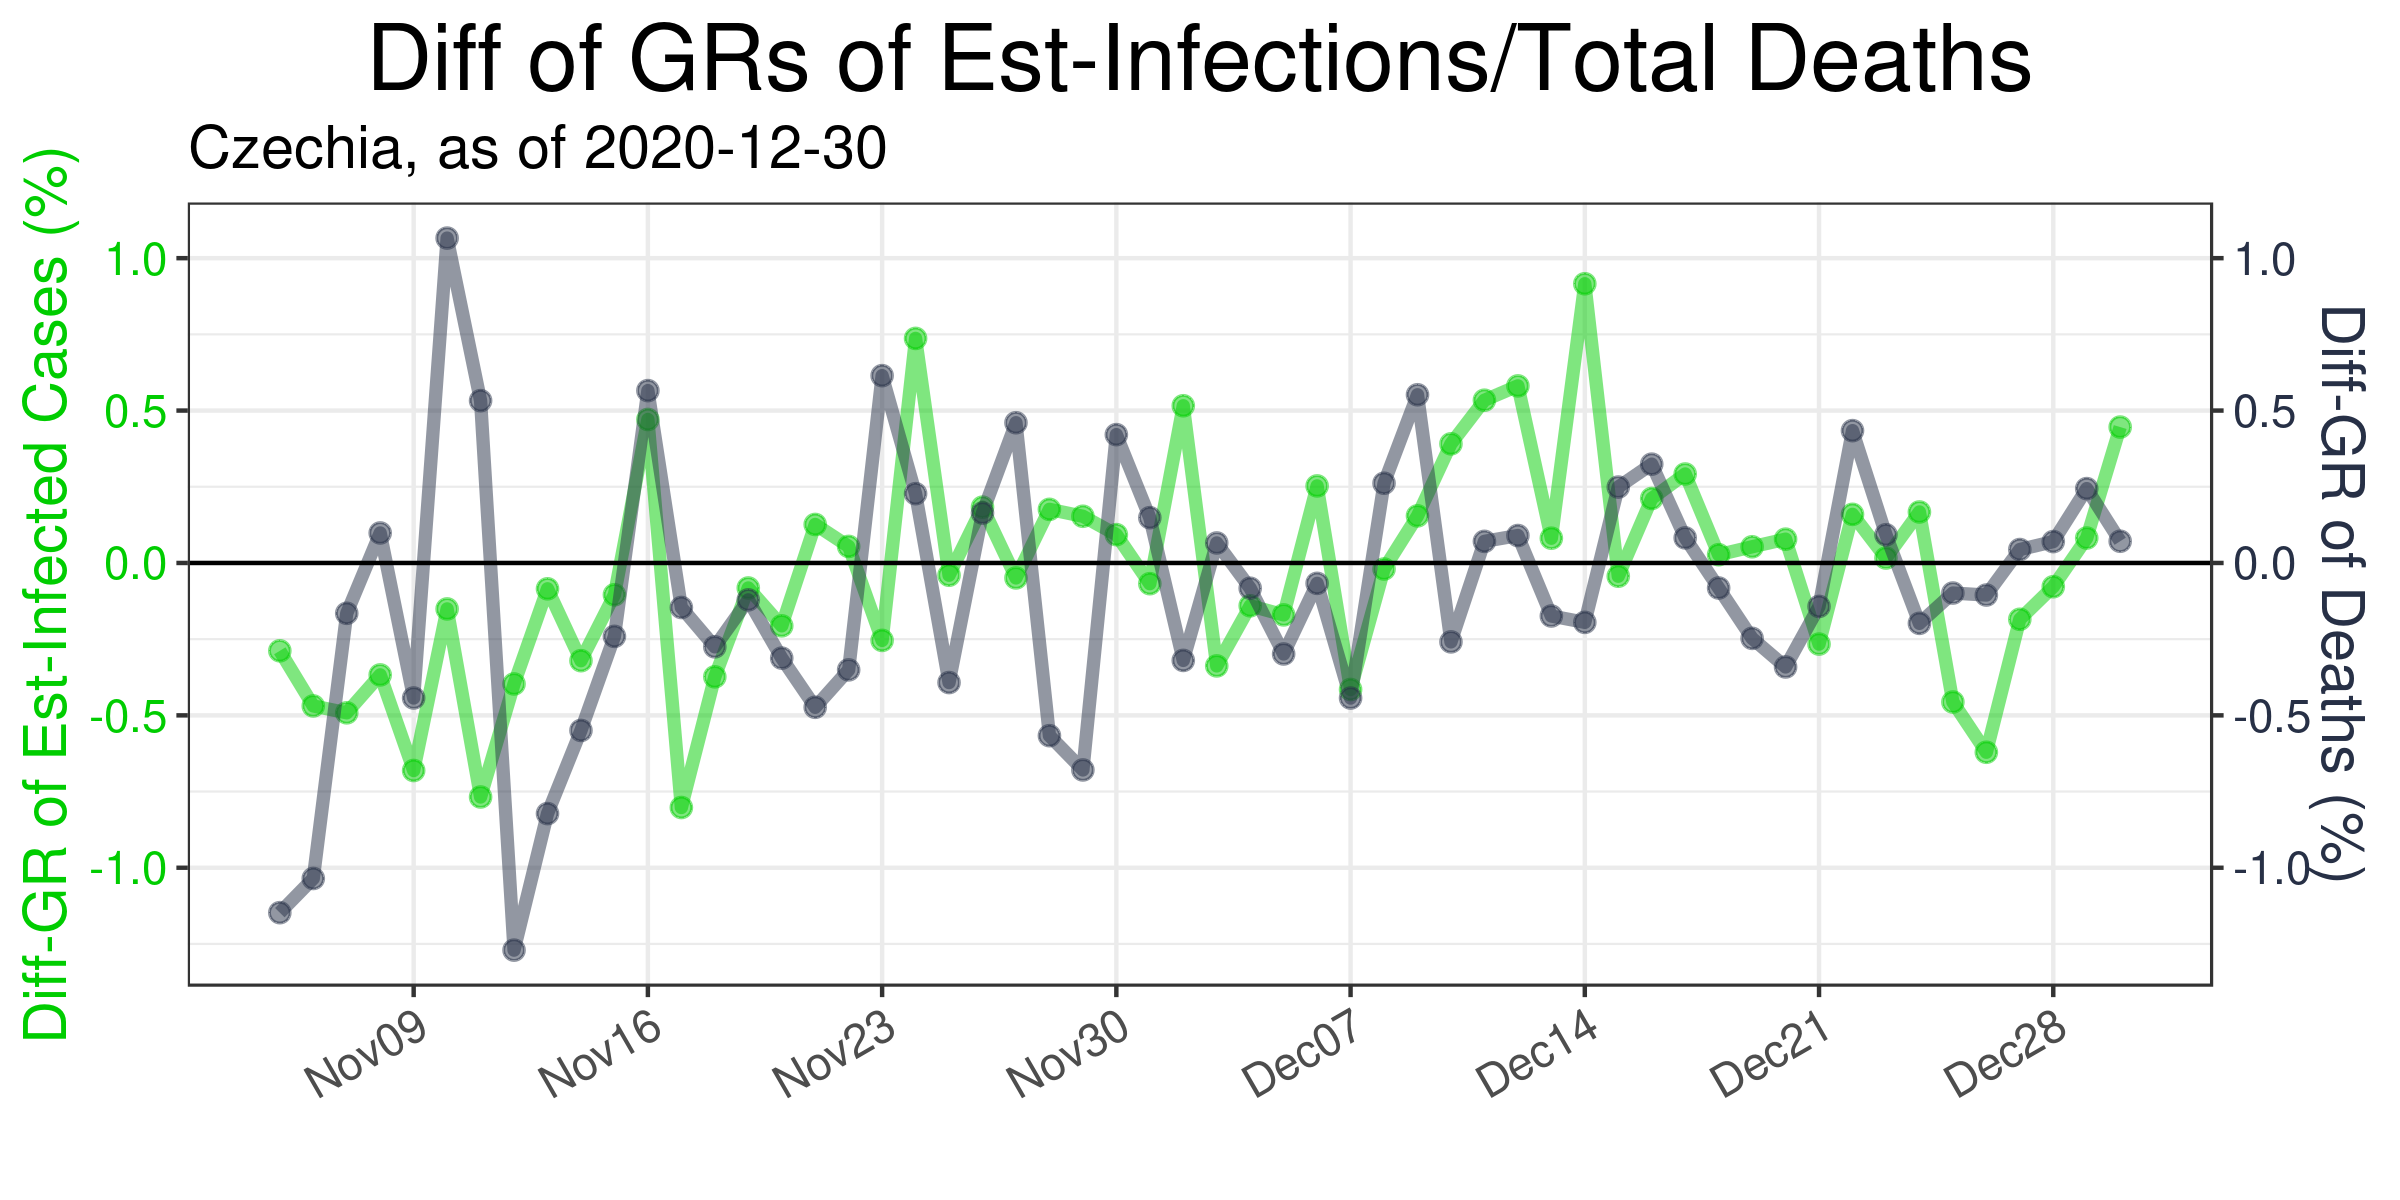 Diff of GRs of Est-Infections/Total Deaths
Czechia, as of 2020-12-30
Diff-GR of Est-Infected Cases (%)
1.0
0.5
0.0
-0.5
-1.0
1.0
0.5
0.0
-0.5
-1.0
Diff-GR of Deaths (%)
Nov09
Nov16
Nov23
Nov30
Dec07
Dec14
Dec21
Dec28